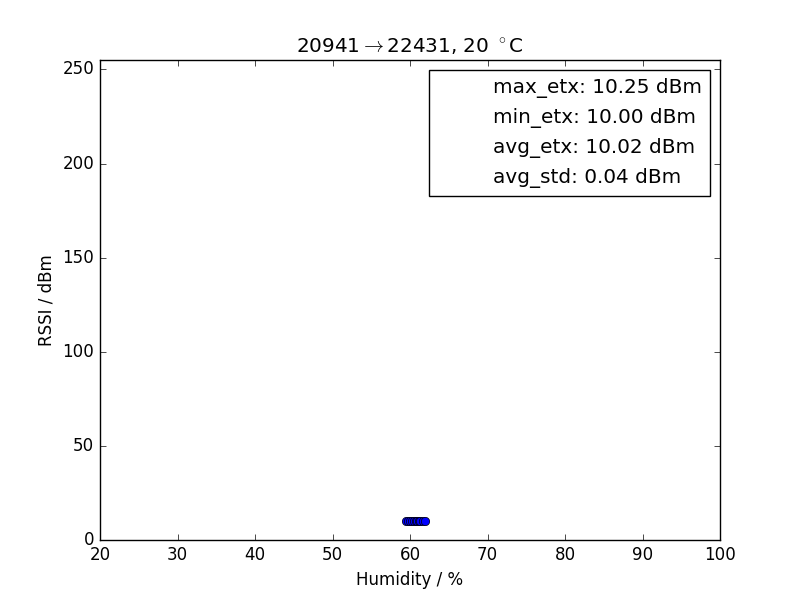 20941→22431, 20 °C
max_etx: 10.25 dBm
min_etx: 10.00 dBm
avg_etx: 10.02 dBm
avg_std: 0.04 dBm
RSSI / dBm
250
200
150
100
50
0
20 30 40 50 60 70 80 90 100
Humidity / %